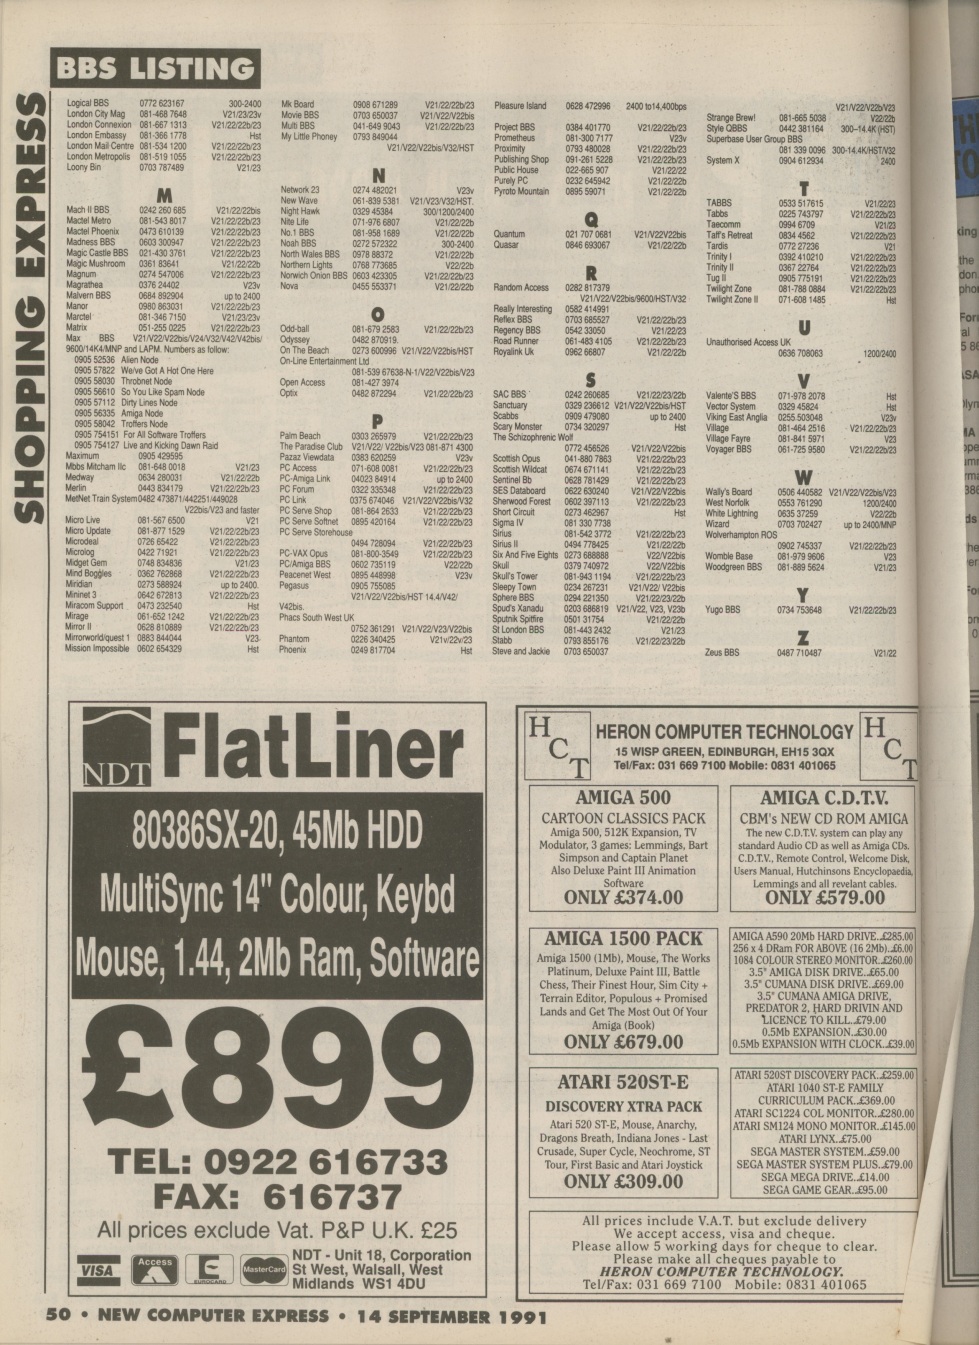 BBS LISTING
SHOPPING EXPRESS
Logical BBS 0772 623167 300-2400
London City Mag 081-468 7648 V21/23/23v
London Connexion 081-667 1313 V21/22/22b/23
London Embassy 081-366 1778 Hst
London Mail Centre 081-534 1200 V21/22/22b/23
London Metropolis 081-519 1055 V21/22/22b/23
Loony Bin 0703 787489 V21/23
M
Mach II BBS 0242 260 685 V21/22/22bis
Mactel Metro 081-543 8017 V21/22/22b/23
Mactel Phoenix 0473 610139 V21/22/22b/23
Madness BBS 0603 300947 V21/22/22b/23
Magic Castle BBS 021-430 3761 V21/22/22b/23
Magic Mushroom 0361 83641 V21/22/22b
Magnum 0274 547006 V21/22/22b/23
Magrathea 0376 24402 V23v
Malvern BBS 0684 892904 up to 2400
Manor 0980 863031 V21/22/22b/23
Marctel 081-346 7150 V21/23/23v
Matrix 051-255 0225 V21/22/22b/23
Max BBS V21/V22/V22bis/V24/V32/V42/V42bis/
9600/14K4/MNP and LAPM. Numbers as follow:
0905 52536 Alien Node
0905 57822 We've Got A Hot One Here
0905 58030 Throbnet Node
0905 56610 So You Like Spam Node
0905 57112 Dirty Lines Node
0905 56335 Amiga Node
0905 58042 Troffers Node
0905 754151 For All Software Troffers
0905 754127 Live and Kicking Dawn Raid
Maximum 0905 429595
Mbbs Mitcham llc 081-648 0018 V21/23
Medway 0634 280031 V21/22/22b
Merlin 0443 834179 V21/22/22b/23
MetNet Train System 0482 473871/442251/449028
V22bis/V23 and faster
Micro Live 081-567 6500 V21
Micro Update 081-877 1529 V21/22/22b/23
Microdeal 0726 65422 V21/22/22b/23
Microlog 0422 71921 V21/22/22b/23
Midget Gem 0748 834836 V21/23
Mind Boggles 0362 762868 V21/22/22b/23
Miridian 0273 588924 up to 2400.
Mininet 3 0642 672813 V21/22/22b/23
Miracom Support 0473 232540 Hst
Mirage 061-652 1242 V21/22/22b/23
Mirror II 0628 810889 V21/22/22b/23
Mirrorworld/quest 1 0883 844044 V23
Mission Impossible 0602 654329 Hst
Mk Board 0908 671289 V21/22/22b/23
Movie BBS 0703 650037 V21/V22/V22bis
Multi BBS 041-649 9043 V21/22/22b/23
My Little Phoney 0793 849044
V21/V22/V22bis/V32/HST
N
Network 23 0274 482021 V23v
New Wave 061-839 5381 V21/V23/V32/HST.
Night Hawk 0329 45384 300/1200/2400
Nite Life 071-976 6807 V21/22/22b
No.1 BBS 081-958 1689 V21/22/22b
Noah BBS 0272 572322 300-2400
North Wales BBS 0978 88372 V21/22/22b
Northern Lights 0768 773685 V22/22b
Norwich Onion BBS 0603 423305 V21/22/22b/23
Nova 0455 553371 V21/22/22b
O
Odd-ball 081-679 2583 V21/22/22b/23
Odyssey 0482 870919.
On The Beach 0273 600996 V21/V22/V22bis/HST
On-Line Entertainment Ltd
081-539 67638-N-1/V22/V22bis/V23
Open Access 081-427 3974
Optix 0482 872294 V21/22/22b/23
P
Palm Beach 0303 265979 V21/22/22b/23
The Paradise Club V21/V22/ V22bis/V23 081-871 4300
Pazaz Viewdata 0383 620259 V23v
PC Access 071-608 0081 V21/22/22b/23
PC-Amiga Link 04023 84914 up to 2400
PC Forum 0322 335348 V21/22/22b/23
PC Link 0375 674046 V21/V22/V22bis/V32
PC Serve Shop 081-864 2633 V21/22/22b/23
PC Serve Softnet 0895 420164 V21/22/22b/23
PC Serve Storehouse
0494 728094 V21/22/22b/23
PC-VAX Opus 081-800-3549 V21/22/22b/23
PC/Amiga BBS 0602 735119 V22/22b
Peacenet West 0895 448998 V23v
Pegasus 0905 755085
V21/V22/V22bis/HST 14.4/V42/
V42bis.
Phacs South West UK
0752 361291 V21/V22/V23/V22bis
Phantom 0226 340425 V21v/22v/23
Phoenix 0249 817704 Hst
Pleasure Island 0628 472996 2400 to14,400bps
Project BBS 0384 401770 V21/22/22b/23
Prometheus 081-300 7177 V23v
Proximity 0793 480028 V21/22/22b/23
Publishing Shop 091-261 5228 V21/22/22b/23
Public House 022-665 907 V21/22/22
Purely PC 0232 645942 V21/22/22b
Pyroto Mountain 0895 59071 V21/22/22b
Q
Quantum 021 707 0681 V21/V22V22bis
Quasar 0846 693067 V21/22/22b
R
Random Access 0282 817379
V21/V22/V22bis/9600/HST/V32
Really Interesting 0582 414991
Reflex BBS 0703 685527 V21/22/22b/23
Regency BBS 0542 33050 V21/22/23
Road Runner 061-483 4105 V21/22/22b/23
Royalink Uk 0962 66807 V21/22/22b
S
SAC BBS 0242 260685 V21/22/23/22b
Sanctuary 0329 236612 V21/V22/V22bis/HST
Scabbs 0909 479080 up to 2400
Scary Monster 0734 320297 Hst
The Schizophrenic Wolf
0772 456526 V21/V22/V22bis
Scottish Opus 041-880 7863 V21/22/22b/23
Scottish Wildcat 0674 671141 V21/22/22b/23
Sentinel Bb 0628 781429 V21/22/22b/23
SES Databoard 0622 630240 V21/V22/V22bis
Sherwood Forest 0602 397113 V21/22/22b/23
Short Circuit 0273 462967 Hst
Sigma IV 081 330 7738
Sirius 081-542 3772 V21/22/22b/23
Sirius II 0494 778425 V21/22/22b
Six And Five Eights 0273 688888 V22/V22bis
Skull 0379 740972 V22/V22bis
Skull's Tower 081-943 1194 V21/22/22b/23
Sleepy Town 0234 267231 V21/V22/ V22bis
Sphere BBS 0294 221350 V21/22/23/22b
Spud's Xanadu 0203 686819 V21/V22, V23, V23b
Sputnik Spitfire 0501 31754 V21/22/22b
St London BBS 081-443 2432 V21/23
Stabb 0793 855176 V21/22/23/22b
Steve and Jackie 0703 650037
V21/V22/V22b/V23
Strange Brew! 081-665 5038 V22/22b
Style QBBS 0442 381164 300–14.4K (HST)
Superbase User Group BBS
081 339 0096 300-14.4K/HST/V32
System X 0904 612934 2400
T
TABBS 0533 517615 V21/22/23
Tabbs 0225 743797 V21/22/22b/23
Taecomm 0994 6709 V21/23
Taff's Retreat 0834 4562 V21/22/22b/23
Tardis 0772 27236 V21
Trinity I 0392 410210 V21/22/22b/23
Trinity II 0367 22764 V21/22/22b/23
Tug II 0905 775191 V21/22/22b/23
Twilight Zone 081-788 0884 V21/22/22b/23
Twilight Zone II 071-608 1485 Hst
U
Unauthorised Access UK
0636 708063 1200/2400
V
Valente'S BBS 071-978 2078 Hst
Vector System 0329 45824 Hst
Viking East Anglia 0255.503048 V23v
Village 081-464 2516 V21/22/22b/23
Village Fayre 081-841 5971 V23
Voyager BBS 061-725 9580 V21/22/22b/23
W
Wally's Board 0506 440582 V21/V22/V22bis/V23
West Norfolk 0553 761290 1200/2400
White Lightning 0635 37259 V22/22b
Wizard 0703 702427 up to 2400/MNP
Wolverhampton ROS
0902 745337 V21/22/22b/23
Womble Base 081-979 9606 V23
Woodgreen BBS 081-889 5624 V21/23
Y
Yugo BBS 0734 753648 V21/22/22b/23
Z
Zeus BBS 0487 710487 V21/22
NDT FlatLiner
80386SX-20, 45Mb HDD
MultiSync 14" Colour, Keybd
Mouse, 1.44, 2Mb Ram, Software
£899
TEL: 0922 616733
FAX: 616737
All prices exclude Vat. P&P U.K. £25
VISA Access EUROCARD MasterCard
NDT - Unit 18, Corporation
St West, Walsall, West
Midlands WS1 4DU
HCT
HERON COMPUTER TECHNOLOGY
15 WISP GREEN, EDINBURGH, EH15 3QX
Tel/Fax: 031 669 7100 Mobile: 0831 401065
HCT
AMIGA 500
CARTOON CLASSICS PACK
Amiga 500, 512K Expansion, TV
Modulator, 3 games: Lemmings, Bart
Simpson and Captain Planet
Also Deluxe Paint III Animation
Software
ONLY £374.00
AMIGA C.D.T.V.
CBM's NEW CD ROM AMIGA
The new C.D.T.V. system can play any
standard Audio CD as well as Amiga CDs.
C.D.T.V., Remote Control, Welcome Disk,
Users Manual, Hutchinsons Encyclopaedia,
Lemmings and all revelant cables.
ONLY £579.00
AMIGA 1500 PACK
Amiga 1500 (1Mb), Mouse, The Works
Platinum, Deluxe Paint III, Battle
Chess, Their Finest Hour, Sim City +
Terrain Editor, Populous + Promised
Lands and Get The Most Out Of Your
Amiga (Book)
ONLY £679.00
AMIGA A590 20Mb HARD DRIVE..£285.00
256 x 4 DRam FOR ABOVE (16 2Mb)..£6.00
1084 COLOUR STEREO MONITOR..£260.00
3.5" AMIGA DISK DRIVE..£65.00
3.5" CUMANA DISK DRIVE..£69.00
3.5" CUMANA AMIGA DRIVE,
PREDATOR 2, HARD DRIVIN AND
LICENCE TO KILL..£79.00
0.5Mb EXPANSION..£30.00
0.5Mb EXPANSION WITH CLOCK..£39.00
ATARI 520ST-E
DISCOVERY XTRA PACK
Atari 520 ST-E, Mouse, Anarchy,
Dragons Breath, Indiana Jones - Last
Crusade, Super Cycle, Neochrome, ST
Tour, First Basic and Atari Joystick
ONLY £309.00
ATARI 520ST DISCOVERY PACK..£259.00
ATARI 1040 ST-E FAMILY
CURRICULUM PACK..£369.00
ATARI SC1224 COL MONITOR..£280.00
ATARI SM124 MONO MONITOR..£145.00
ATARI LYNX..£75.00
SEGA MASTER SYSTEM..£59.00
SEGA MASTER SYSTEM PLUS..£79.00
SEGA MEGA DRIVE..£14.00
SEGA GAME GEAR..£95.00
All prices include V.A.T. but exclude delivery
We accept access, visa and cheque.
Please allow 5 working days for cheque to clear.
Please make all cheques payable to
HERON COMPUTER TECHNOLOGY.
Tel/Fax: 031 669 7100 Mobile: 0831 401065
50 • NEW COMPUTER EXPRESS • 14 SEPTEMBER 1991